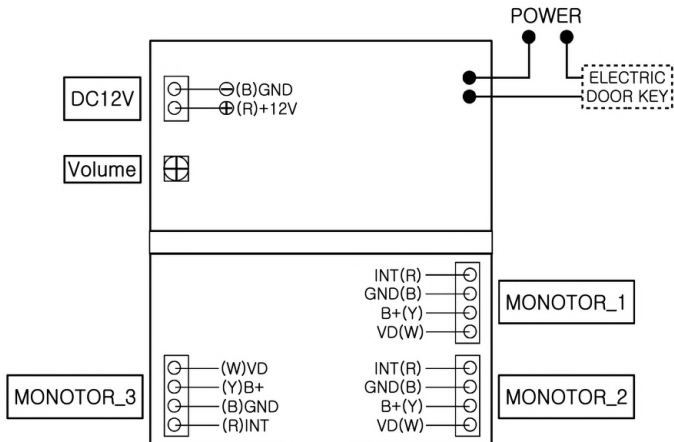 POWER
DC12V
(B)GND
(R)+12V
ELECTRIC
DOOR KEY
Volume
INT(R)
GND(B)
B+(Y)
VD(W)
MONOTOR_1
MONOTOR_3
(W)VD
(Y)B+
(B)GND
(R)INT
INT(R)
GND(B)
B+(Y)
VD(W)
MONOTOR_2